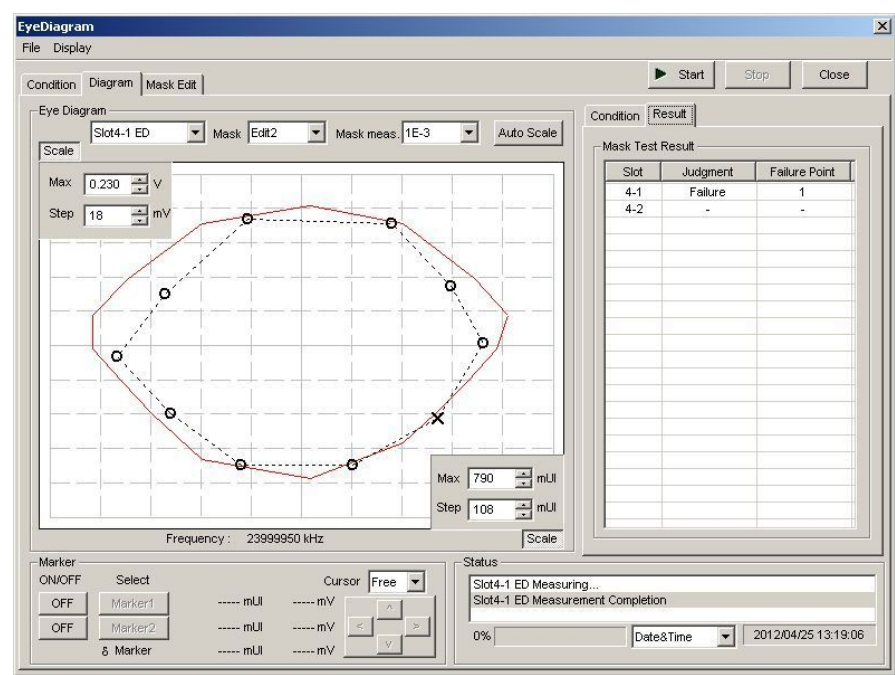 EyeDiagram
File Display
Start Stop Close
Condition Diagram Mask Edit
Eye Diagram
Slot4-1 ED Mask Edit2 Mask meas. 1E-3 Auto Scale
Scale
Max 0.230 V
Step 18 mV
Max 790 mUI
Step 108 mUI
Frequency : 23999950 kHz Scale
Condition Result
Mask Test Result
Slot Judgment Failure Point
4-1 Failure 1
4-2 - -
Marker
ON/OFF Select Cursor Free
OFF Marker1 ----- mUI ----- mV
OFF Marker2 ----- mUI ----- mV
δ Marker ----- mUI ----- mV
Status
Slot4-1 ED Measuring...
Slot4-1 ED Measurement Completion
0% Date&Time 2012/04/25 13:19:06